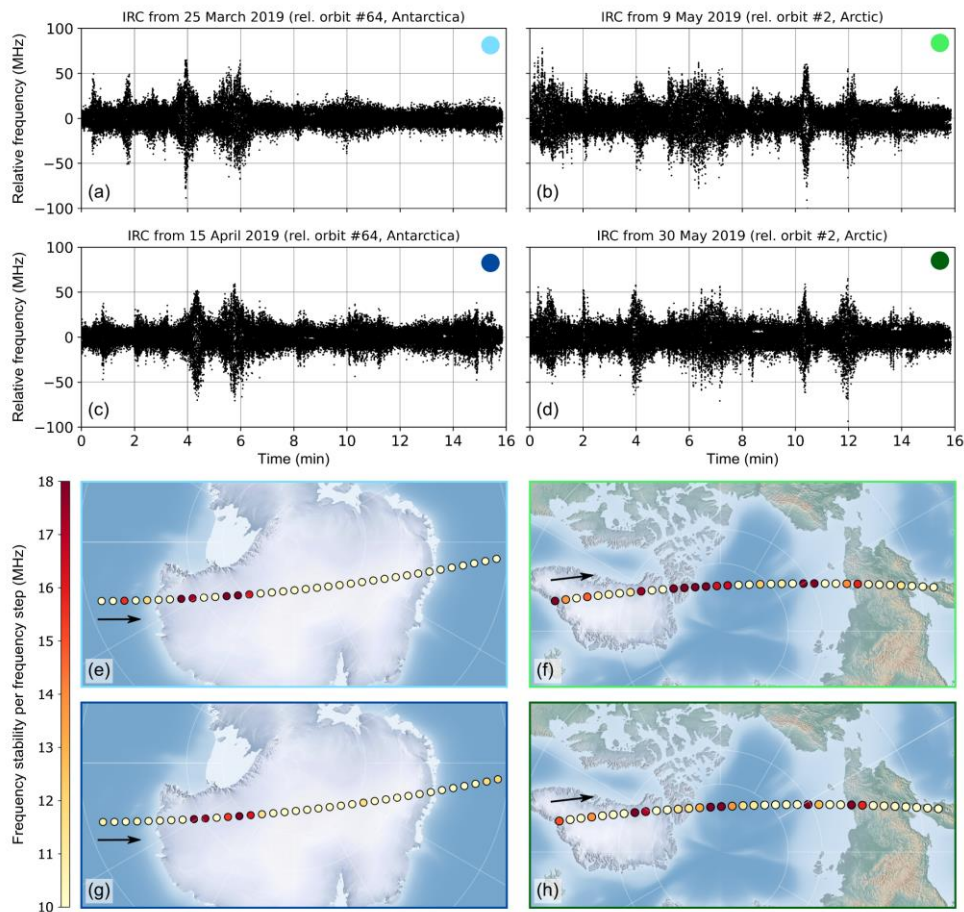 IRC from 25 March 2019 (rel. orbit #64, Antarctica)
IRC from 9 May 2019 (rel. orbit #2, Arctic)
Relative frequency (MHz)
100
50
0
−50
−100
(a)
(b)
IRC from 15 April 2019 (rel. orbit #64, Antarctica)
IRC from 30 May 2019 (rel. orbit #2, Arctic)
Relative frequency (MHz)
100
50
0
−50
−100
(c)
(d)
0 2 4 6 8 10 12 14 16
Time (min)
0 2 4 6 8 10 12 14 16
Time (min)
Frequency stability per frequency step (MHz)
18
17
16
15
14
13
12
11
10
(e)
(f)
(g)
(h)